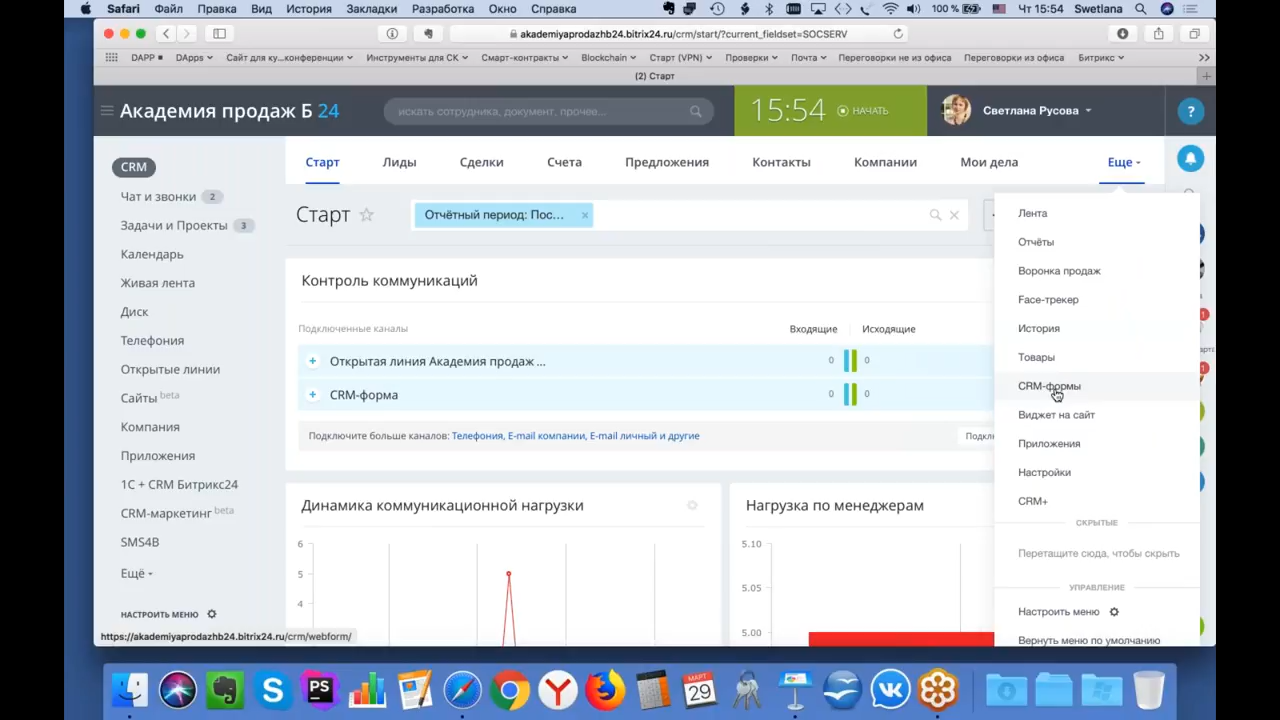 Safari Файл Правка Вид История Закладки Разработка Окно Справка 100 % Чт 15:54 Swetlana
akademiyaprodazhb24.bitrix24.ru/crm/start/?current_fieldset=SOCSERV
DAPP DApps Сайт для ку...конференции Инструменты для СК Смарт-контракты Blockchain Старт (VPN) Проверки Почта Переговорки не из офиса Переговорки из офиса Битрикс
(2) Старт
Академия продаж Б 24
искать сотрудника, документ, прочее...
15:54 НАЧАТЬ
Светлана Русова
?
CRM
Чат и звонки 2
Задачи и Проекты 3
Календарь
Живая лента
Диск
Телефония
Открытые линии
Сайты beta
Компания
Приложения
1С + CRM Битрикс24
CRM-маркетинг beta
SMS4B
Ещё
НАСТРОИТЬ МЕНЮ
https://akademiyaprodazhb24.bitrix24.ru/crm/webform/
Старт Лиды Сделки Счета Предложения Контакты Компании Мои дела Еще
Старт
Отчётный период: Пос...
Контроль коммуникаций
Подключенные каналы Входящие Исходящие
Открытая линия Академия продаж ... 0 0
CRM-форма 0 0
Подключите больше каналов: Телефония, E-mail компании, E-mail личный и другие
Динамика коммуникационной нагрузки
6
5
4
Нагрузка по менеджерам
5.10
5.05
5.00
Лента
Отчёты
Воронка продаж
Face-трекер
История
Товары
CRM-формы
Виджет на сайт
Приложения
Настройки
CRM+
СКРЫТЫЕ
Перетащите сюда, чтобы скрыть
УПРАВЛЕНИЕ
Настроить меню
Вернуть меню по умолчанию
1
1
PS
МАРТ
29